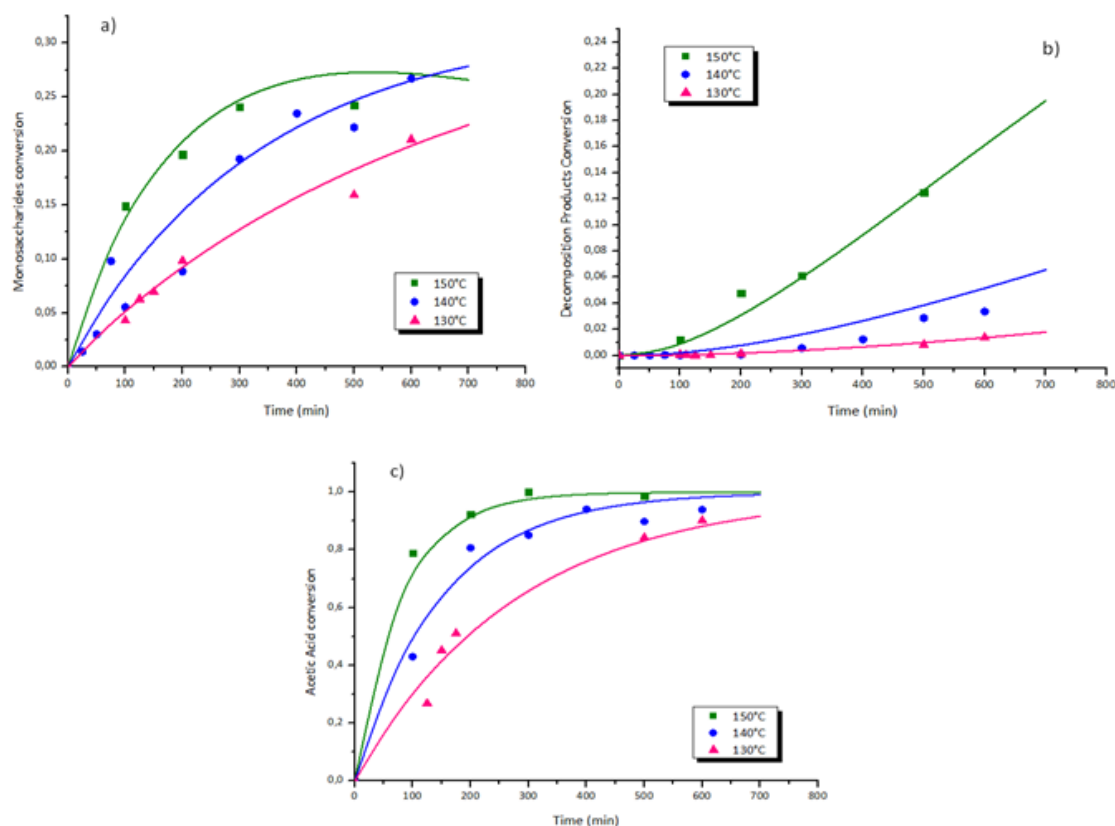 a)
Monosaccharides conversion
0,30
0,25
0,20
0,15
0,10
0,05
0,00
150°C
140°C
130°C
0 100 200 300 400 500 600 700 800
Time (min)
b)
Decomposition Products Conversion
0,24
0,22
0,20
0,18
0,16
0,14
0,12
0,10
0,08
0,06
0,04
0,02
0,00
150°C
140°C
130°C
0 100 200 300 400 500 600 700 800
Time (min)
c)
Acetic Acid conversion
1,0
0,8
0,6
0,4
0,2
0,0
150°C
140°C
130°C
0 100 200 300 400 500 600 700 800
Time (min)